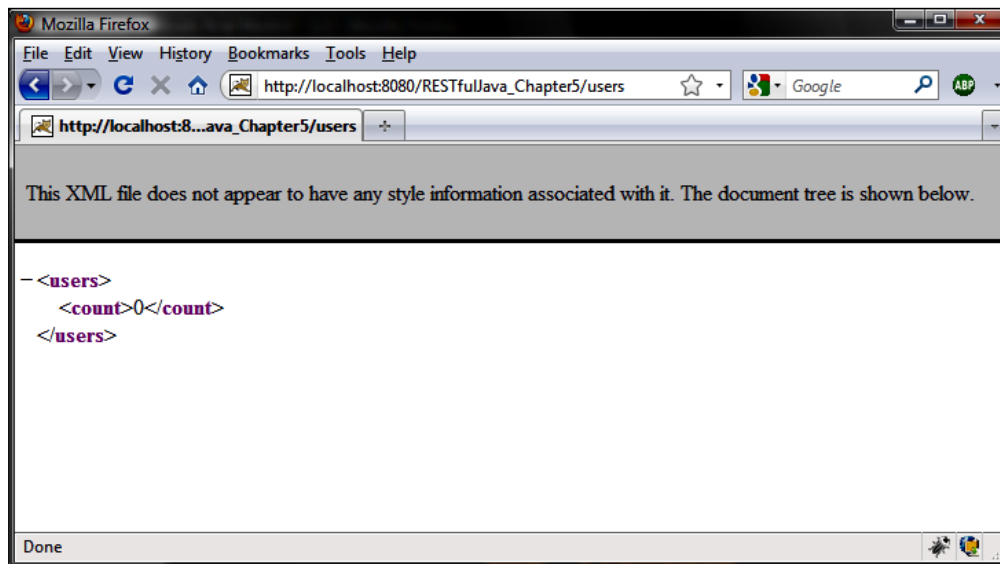 Mozilla Firefox
File Edit View History Bookmarks Tools Help
http://localhost:8080/RESTfulJava_Chapter5/users Google ABP
http://localhost:8...ava_Chapter5/users
This XML file does not appear to have any style information associated with it. The document tree is shown below.
−<users>
<count>0</count>
</users>
Done